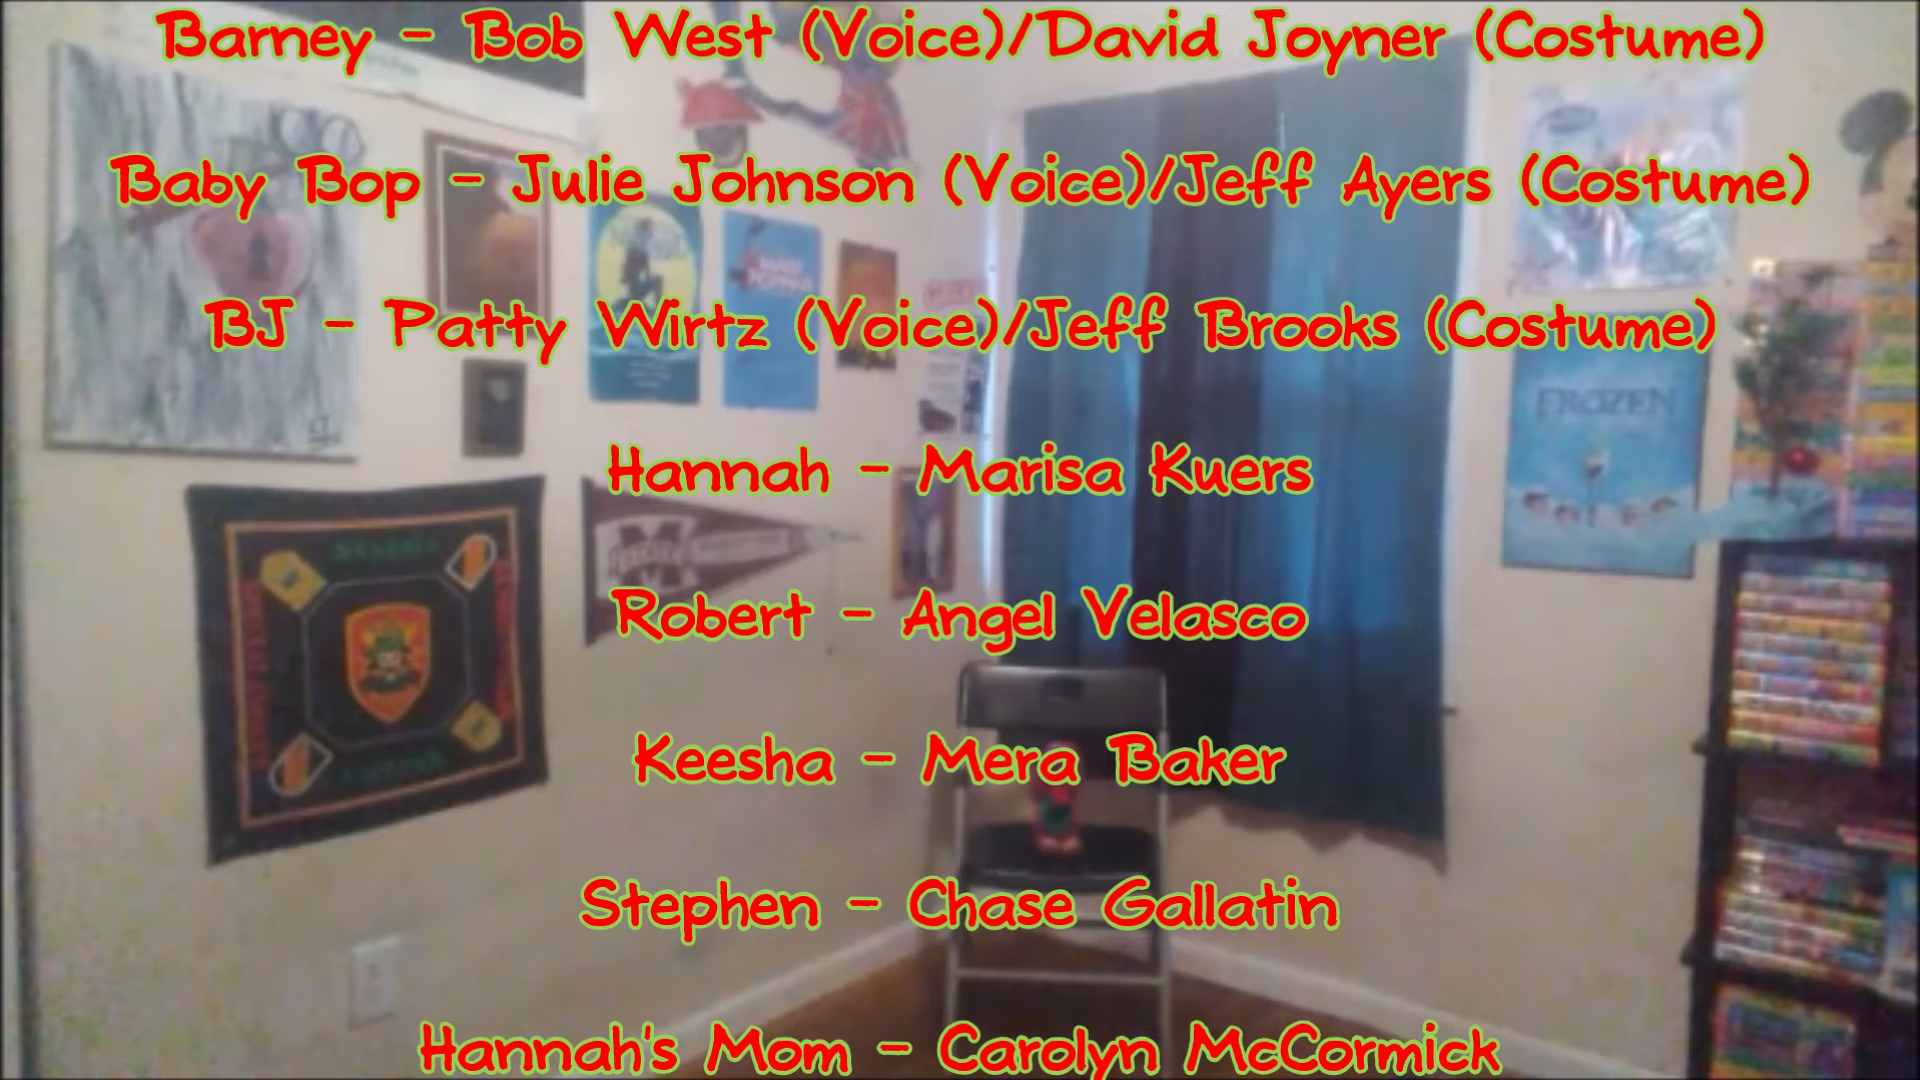 Barney - Bob West (Voice)/David Joyner (Costume)
Baby Bop - Julie Johnson (Voice)/Jeff Ayers (Costume)
BJ - Patty Wirtz (Voice)/Jeff Brooks (Costume)
Hannah - Marisa Kuers
FROZEN
Robert - Angel Velasco
Keesha - Mera Baker
Stephen - Chase Gallatin
Hannah's Mom - Carolyn McCormick